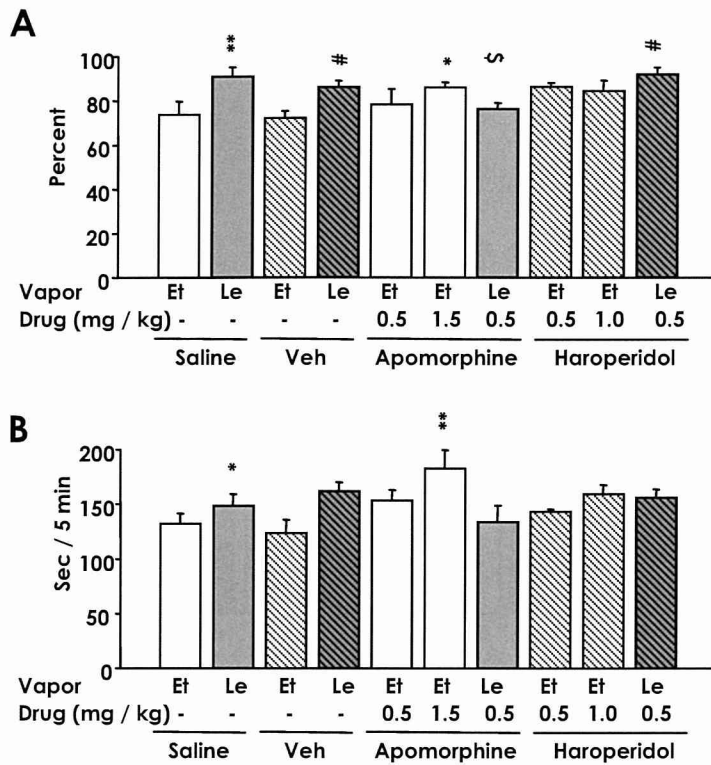 A
** # * $ #
Percent
100
80
60
40
20
0
Vapor Et Le Et Le Et Et Le Et Et Le
Drug (mg / kg) - - - - 0.5 1.5 0.5 0.5 1.0 0.5
Saline Veh Apomorphine Haroperidol
B
* **
Sec / 5 min
200
150
100
50
0
Vapor Et Le Et Le Et Et Le Et Et Le
Drug (mg / kg) - - - - 0.5 1.5 0.5 0.5 1.0 0.5
Saline Veh Apomorphine Haroperidol